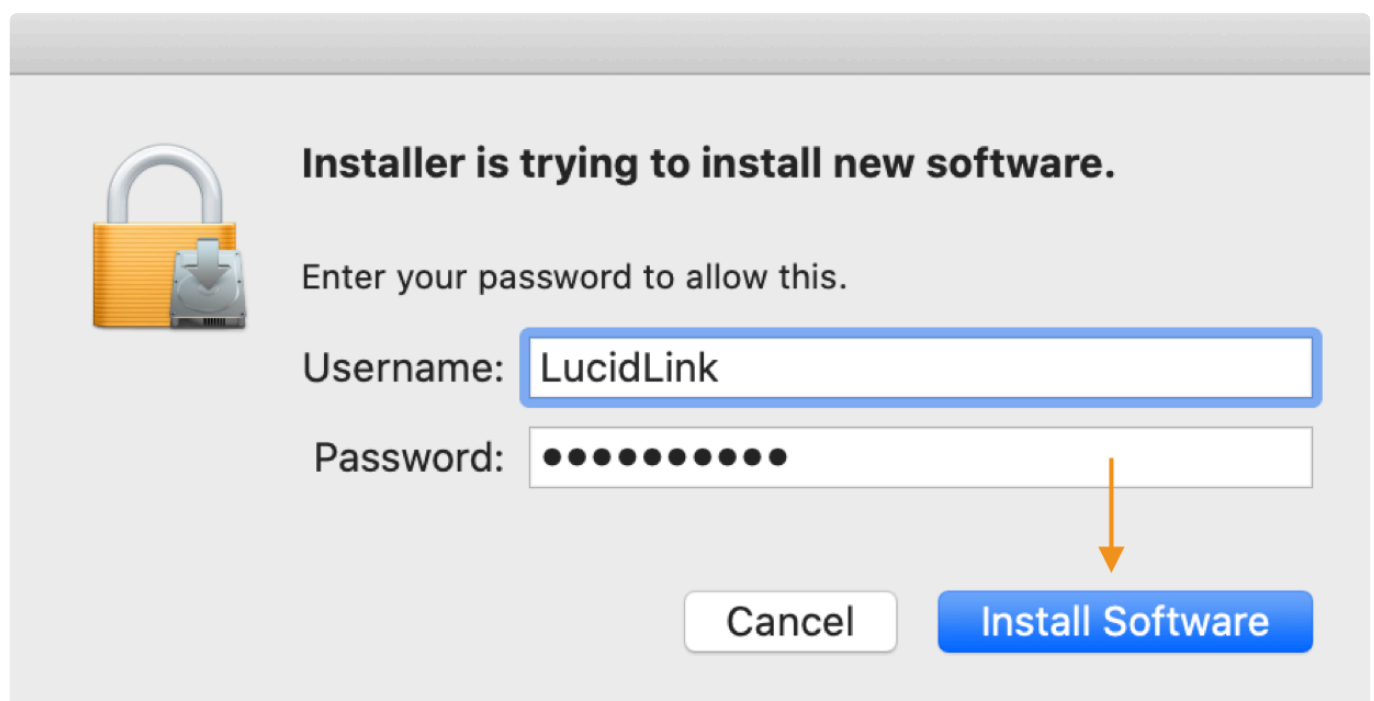 Installer is trying to install new software.
Enter your password to allow this.
Username: LucidLink
Password: ●●●●●●●●●●
Cancel Install Software